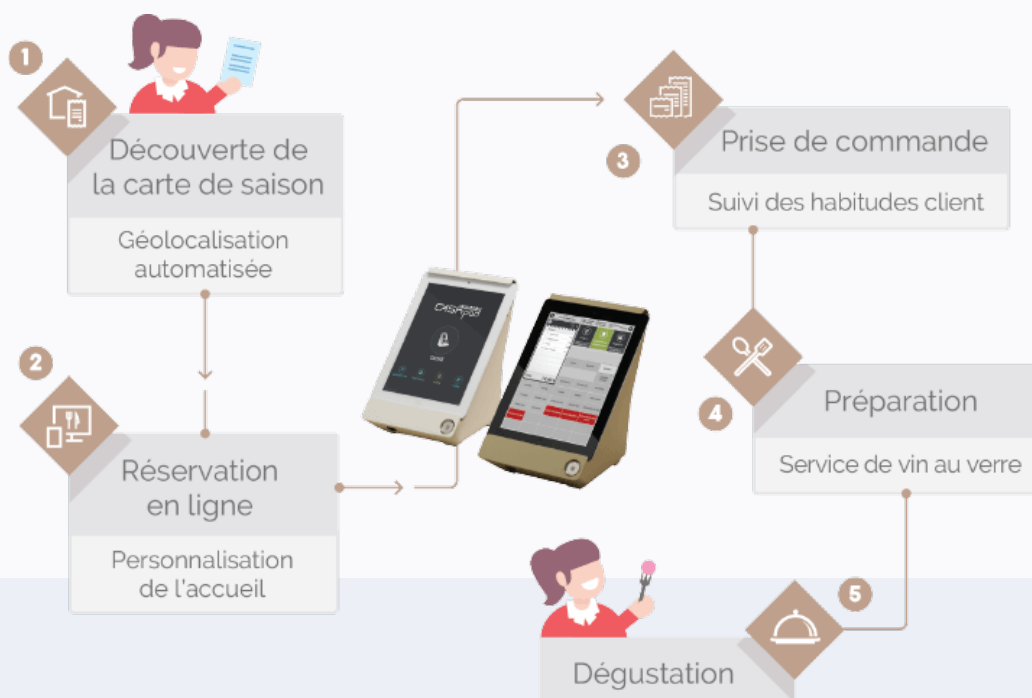 1
Découverte de
la carte de saison
Géolocalisation
automatisée
2
Réservation
en ligne
Personnalisation
de l'accueil
3
Prise de commande
Suivi des habitudes client
4
Préparation
Service de vin au verre
5
Dégustation